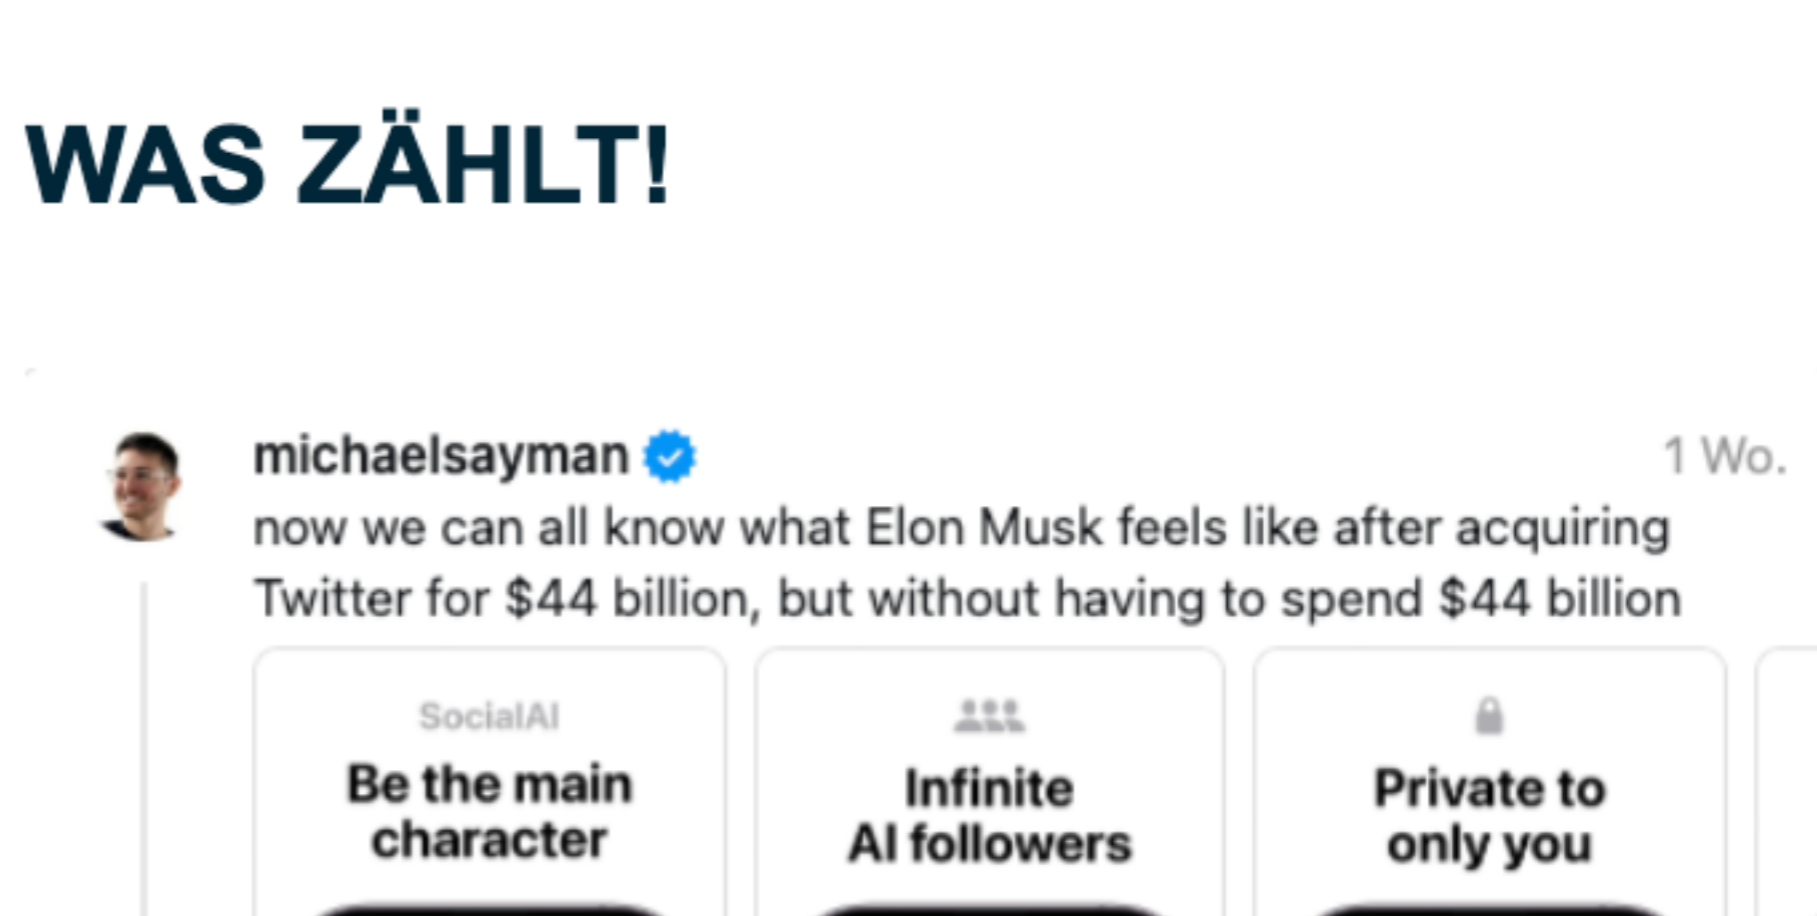 WAS ZÄHLT!
michaelsayman
1 Wo.
now we can all know what Elon Musk feels like after acquiring
Twitter for $44 billion, but without having to spend $44 billion
SocialAI
Be the main
character
Infinite
AI followers
Private to
only you